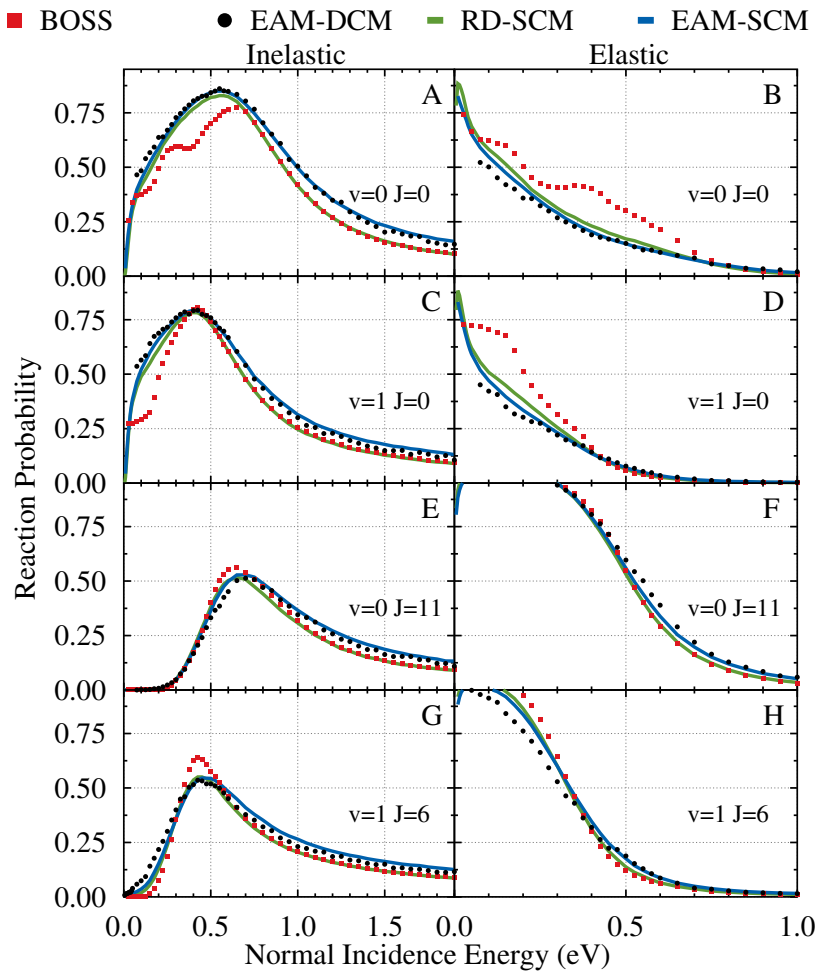 BOSS EAM-DCM RD-SCM EAM-SCM
Inelastic Elastic
A B
0.75
0.50
v=0 J=0 v=0 J=0
0.25
0.00
C D
0.75
0.50
v=1 J=0 v=1 J=0
0.25
0.00
E F
0.75
0.50
v=0 J=11 v=0 J=11
0.25
0.00
G H
0.75
0.50
v=1 J=6 v=1 J=6
0.25
0.00
Reaction Probability
0.0 0.5 1.0 1.5 0.0 0.5 1.0
Normal Incidence Energy (eV)